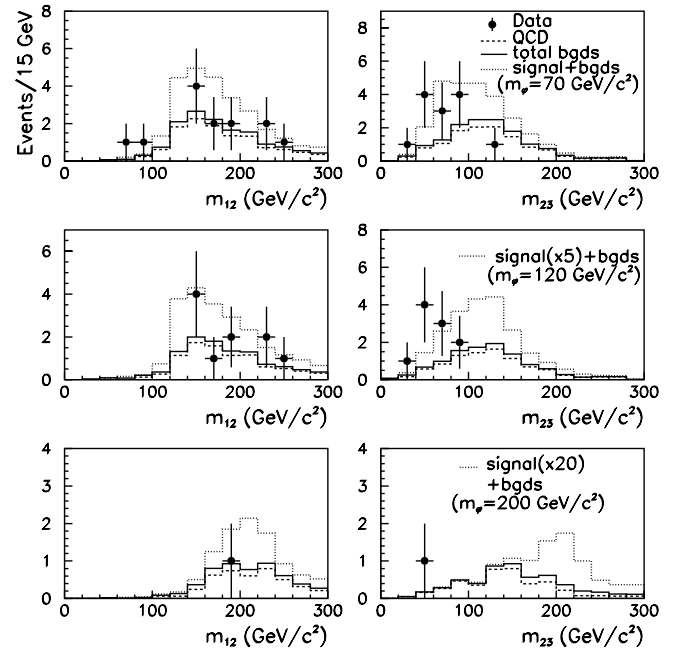 Events/15 GeV
8
6
4
2
0
0 100 200 300
m₁₂ (GeV/c²)
8
6
4
2
0
Data
QCD
total bgds
signal+bgds
(mᵩ=70 GeV/c²)
0 100 200 300
m₂₃ (GeV/c²)
6
4
2
0
0 100 200 300
m₁₂ (GeV/c²)
8
6
4
2
0
signal(x5)+bgds
(mᵩ=120 GeV/c²)
0 100 200 300
m₂₃ (GeV/c²)
4
3
2
1
0
0 100 200 300
m₁₂ (GeV/c²)
4
3
2
1
0
signal(x20)
+bgds
(mᵩ=200 GeV/c²)
0 100 200 300
m₂₃ (GeV/c²)